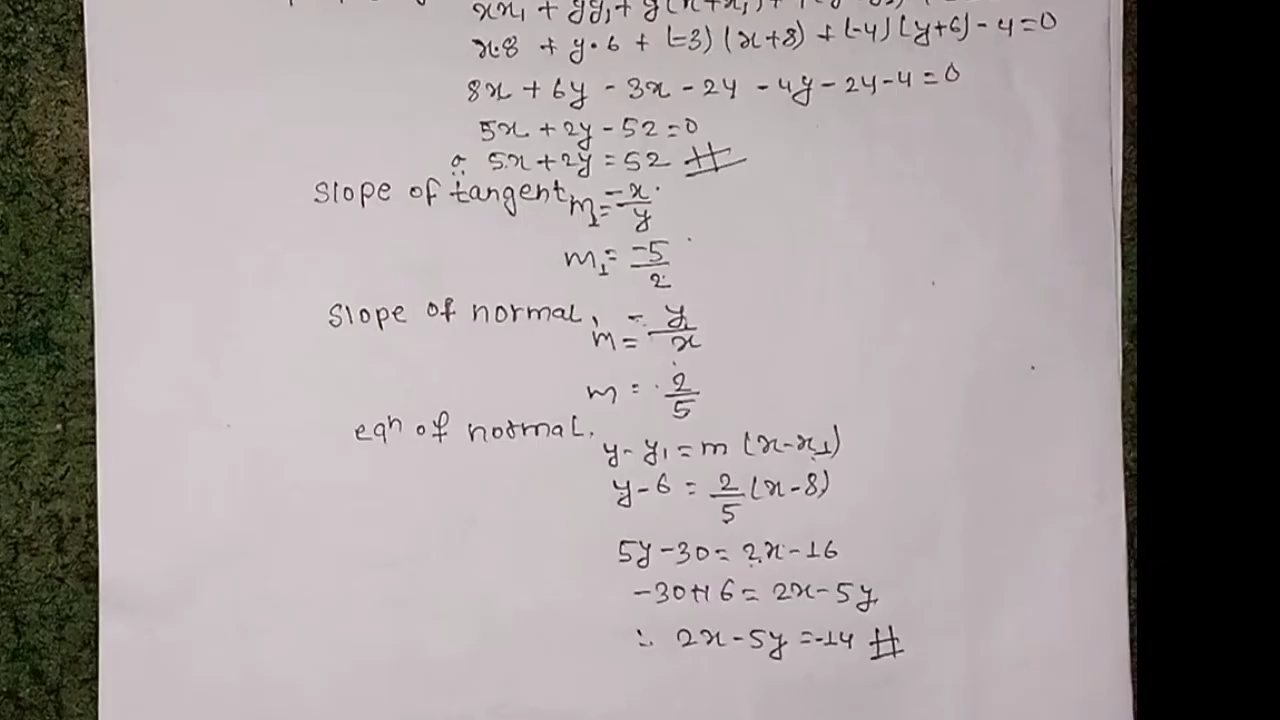 xx₁ + yy₁ + g(x+x₁) +
x·8 + y·6 + (-3)(x+8) + (-4)(y+6) - 4=0
8x + 6y - 3x - 24 - 4y - 24 - 4 = 0
5x + 2y - 52 = 0
∴ 5x + 2y = 52 #
Slope of tangent, m₁ = -x/y
m₁ = -5/2
Slope of normal, m = -y/x
m = 2/5
eqⁿ of normal,
y - y₁ = m (x - x₁)
y - 6 = 2/5 (x - 8)
5y - 30 = 2x - 16
-30+16 = 2x - 5y
∴ 2x - 5y = -14 #